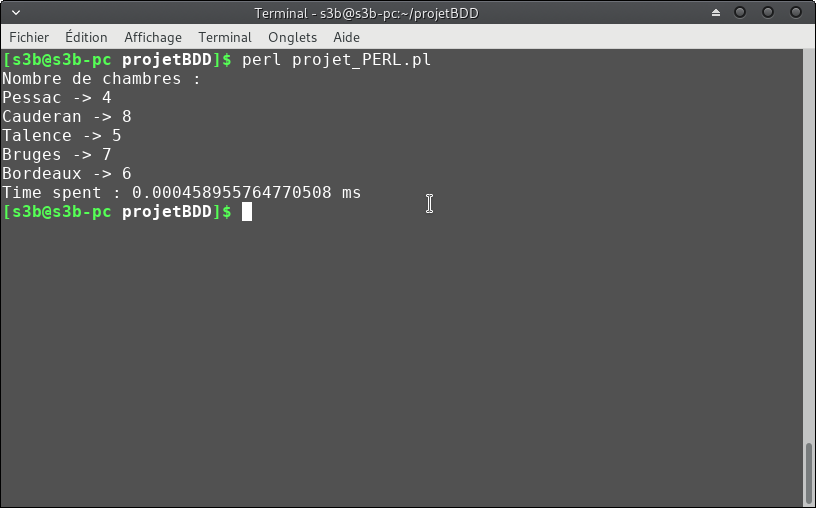 Terminal - s3b@s3b-pc:~/projetBDD
Fichier Édition Affichage Terminal Onglets Aide
[s3b@s3b-pc projetBDD]$ perl projet_PERL.pl
Nombre de chambres :
Pessac -> 4
Cauderan -> 8
Talence -> 5
Bruges -> 7
Bordeaux -> 6
Time spent : 0.000458955764770508 ms
[s3b@s3b-pc projetBDD]$